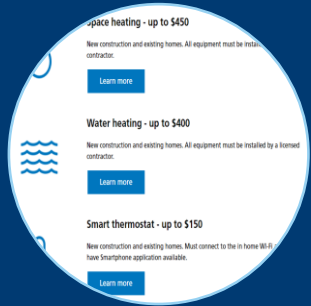 Space heating - up to $450
New construction and existing homes. All equipment must be
contractor.
Learn more
Water heating - up to $400
New construction and existing homes. All equipment must be installed by a licensed
contractor.
Learn more
Smart thermostat - up to $150
New construction and existing homes. Must connect to the in home Wi-Fi
have Smartphone application available.
Learn more